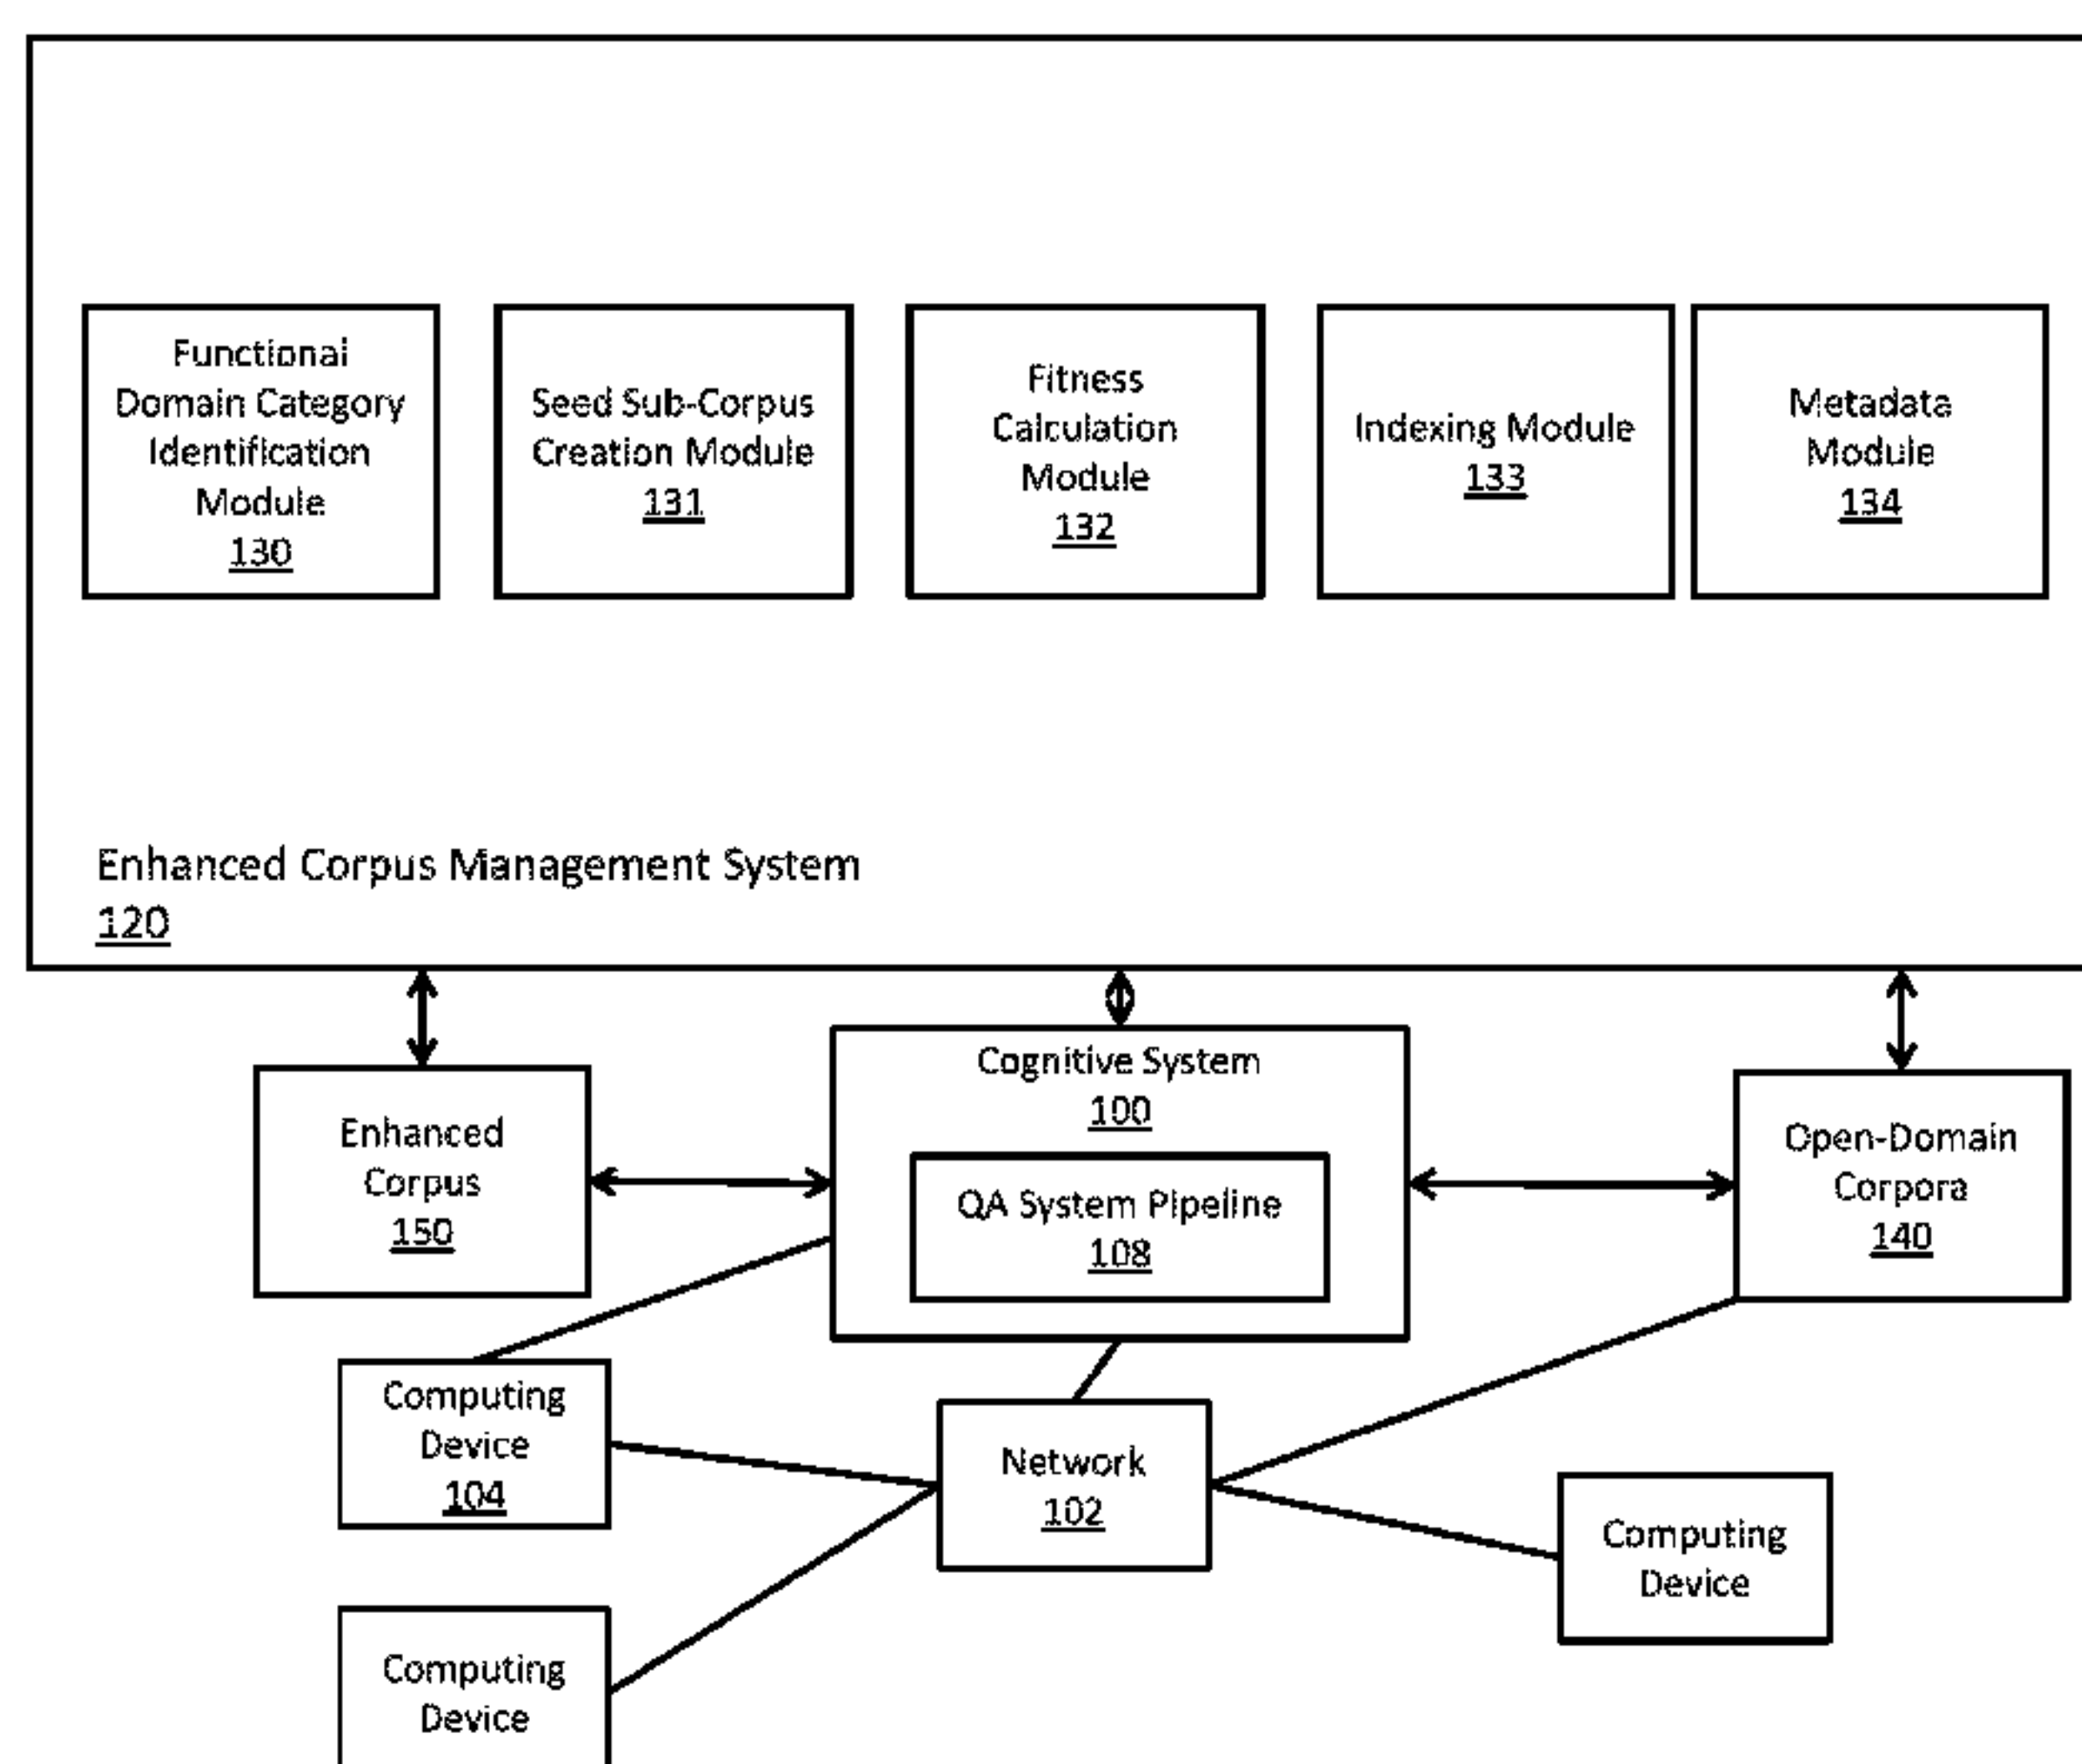 Functional
Domain Category
Identification
Module
130
Seed Sub-Corpus
Creation Module
131
Fitness
Calculation
Module
132
Indexing Module
133
Metadata
Module
134
Enhanced Corpus Management System
120
Enhanced
Corpus
150
Cognitive System
100
QA System Pipeline
108
Open-Domain
Corpora
140
Computing
Device
104
Network
102
Computing
Device
Computing
Device